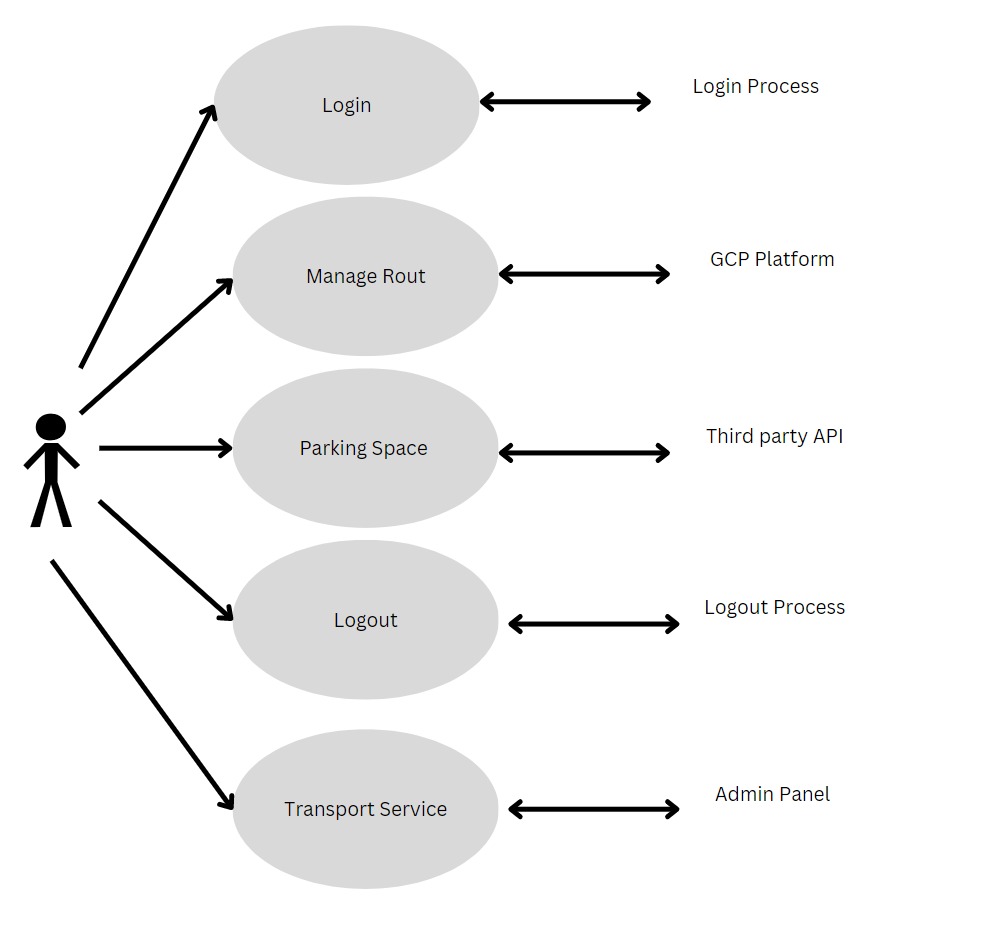 Login
Login Process
Manage Rout
GCP Platform
Parking Space
Third party API
Logout
Logout Process
Transport Service
Admin Panel